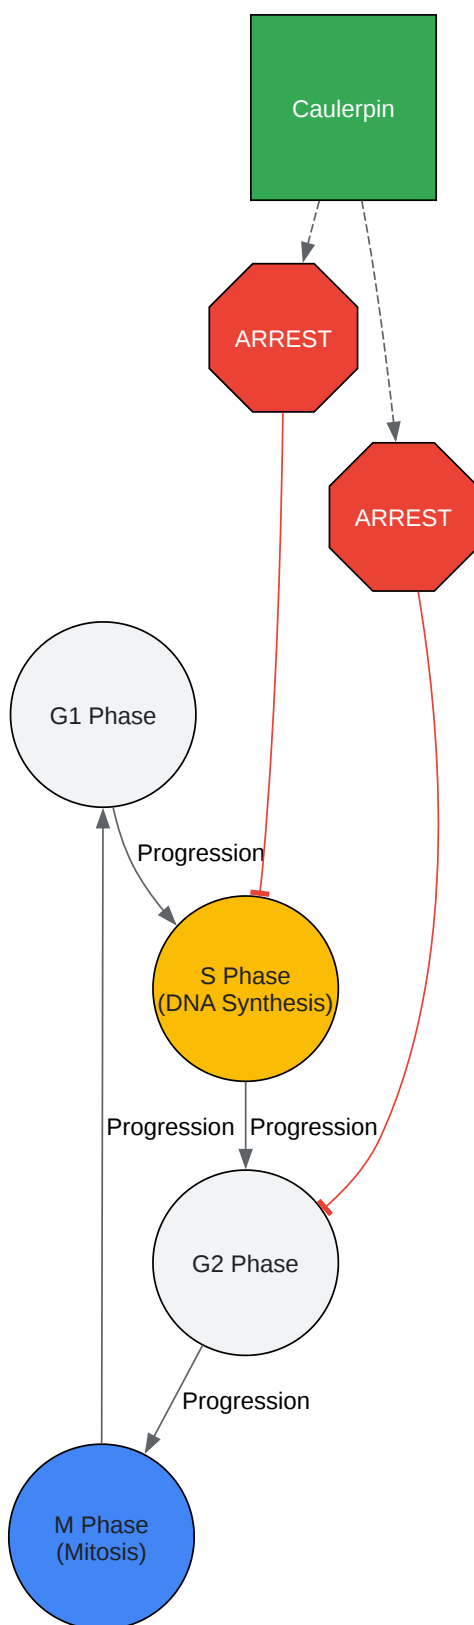 Caulerpin
ARREST
ARREST
G1 Phase
Progression
S Phase
(DNA Synthesis)
Progression
Progression
G2 Phase
Progression
M Phase
(Mitosis)